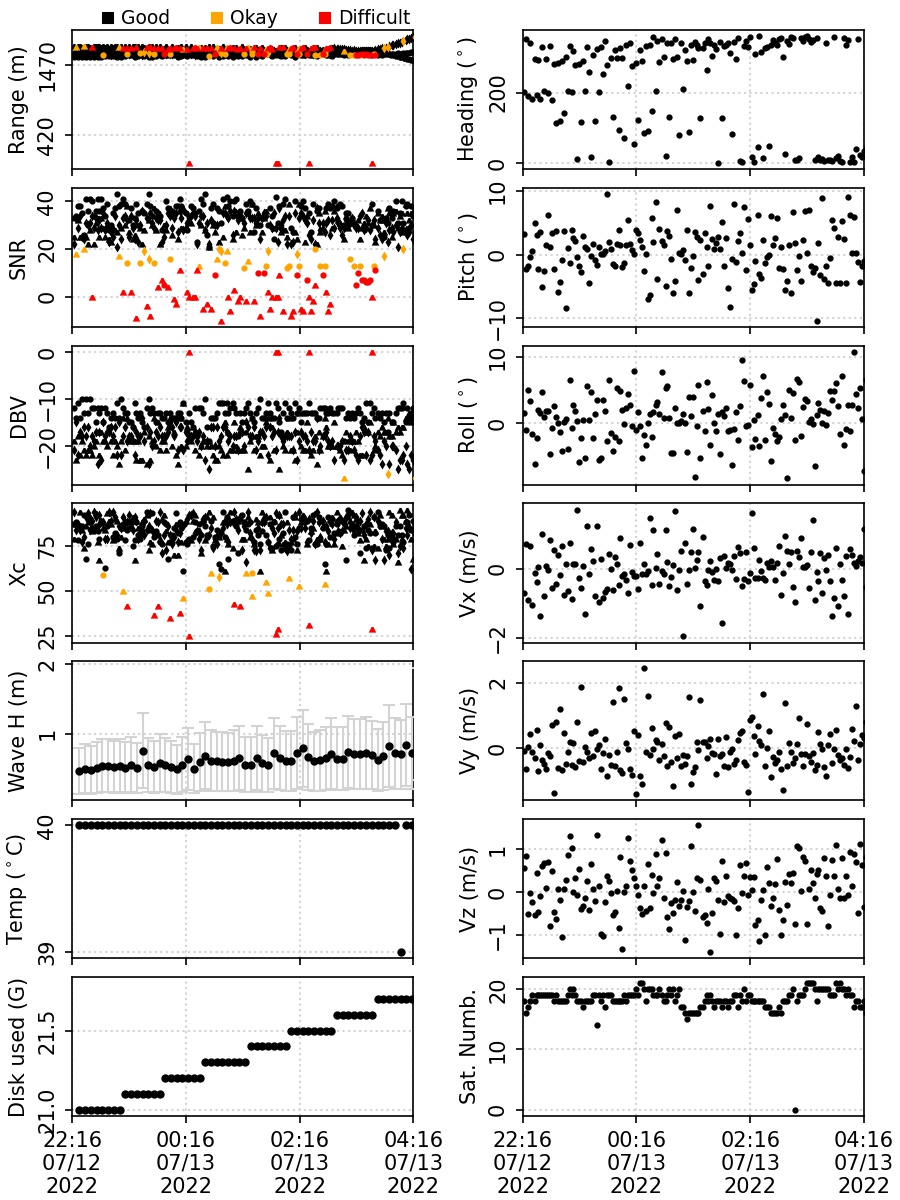 Good Okay Difficult
Range (m)
1470
420
Heading (°)
200
0
SNR
40
20
0
Pitch (°)
10
0
−10
DBV
0
−10
−20
Roll (°)
10
0
Xc
75
50
25
Vx (m/s)
0
−2
Wave H (m)
2
1
Vy (m/s)
2
0
Temp (°C)
40
39
Vz (m/s)
1
0
−1
Disk used (G)
21.5
21.0
Sat. Numb.
20
10
0
22:16 00:16 02:16 04:16
07/12 07/13 07/13 07/13
2022 2022 2022 2022
22:16 00:16 02:16 04:16
07/12 07/13 07/13 07/13
2022 2022 2022 2022